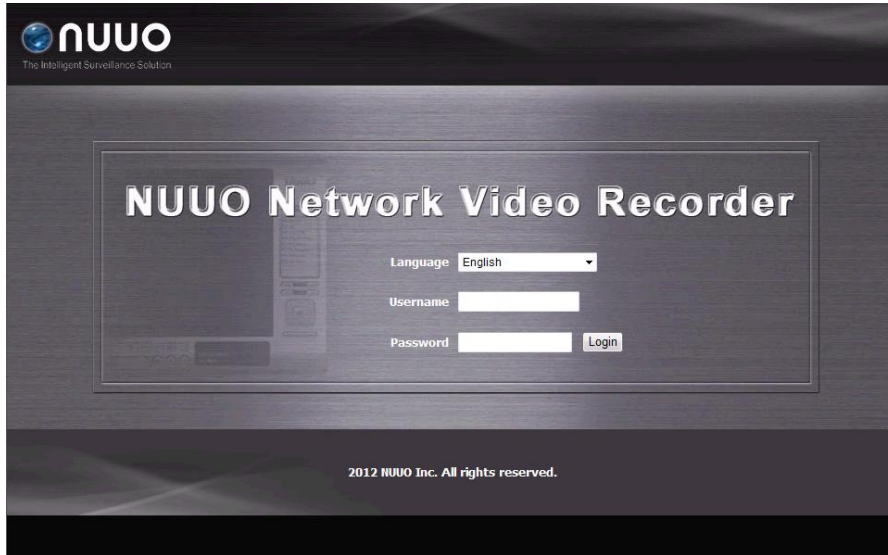 NUUO
The Intelligent Surveillance Solution
NUUO Network Video Recorder
Language English
Username
Password Login
2012 NUUO Inc. All rights reserved.